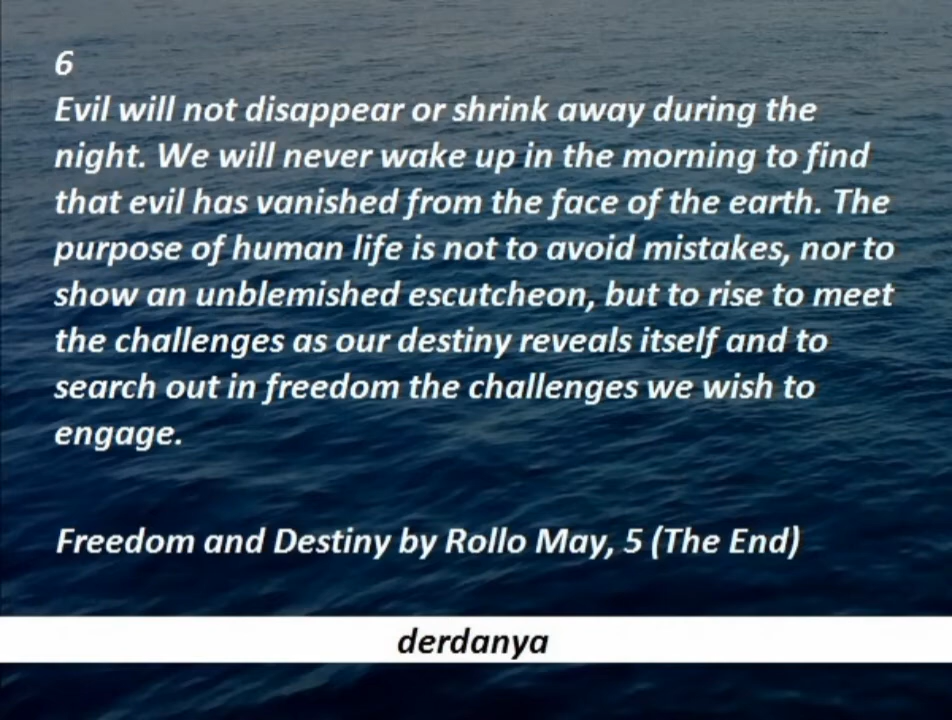 6
Evil will not disappear or shrink away during the
night. We will never wake up in the morning to find
that evil has vanished from the face of the earth. The
purpose of human life is not to avoid mistakes, nor to
show an unblemished escutcheon, but to rise to meet
the challenges as our destiny reveals itself and to
search out in freedom the challenges we wish to
engage.
Freedom and Destiny by Rollo May, 5 (The End)
derdanya